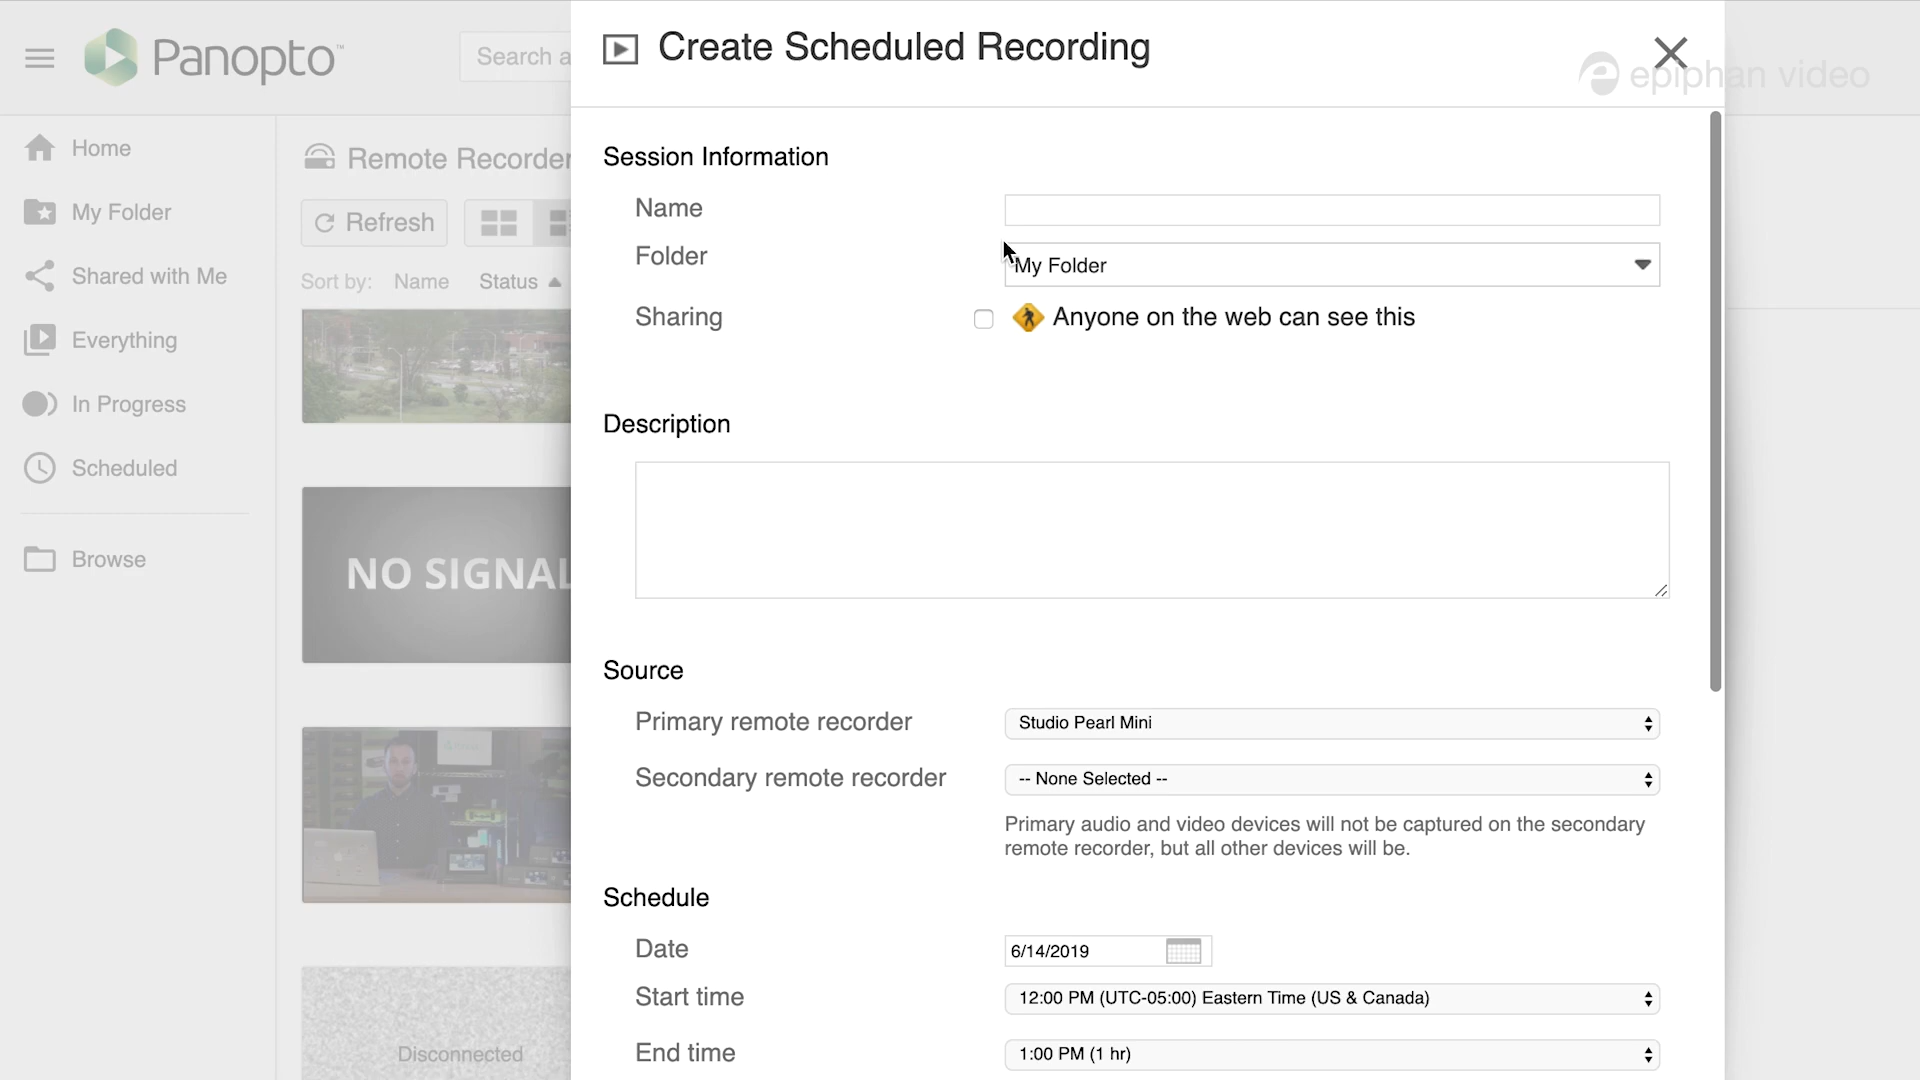 Panopto™
Search a
Create Scheduled Recording
epiphan video
Home
My Folder
Shared with Me
Everything
In Progress
Scheduled
Browse
Remote Recorder
Refresh
Sort by: Name Status
NO SIGNAL
Disconnected
Session Information
Name
Folder My Folder
Sharing Anyone on the web can see this
Description
Source
Primary remote recorder Studio Pearl Mini
Secondary remote recorder -- None Selected --
Primary audio and video devices will not be captured on the secondary
remote recorder, but all other devices will be.
Schedule
Date 6/14/2019
Start time 12:00 PM (UTC-05:00) Eastern Time (US & Canada)
End time 1:00 PM (1 hr)